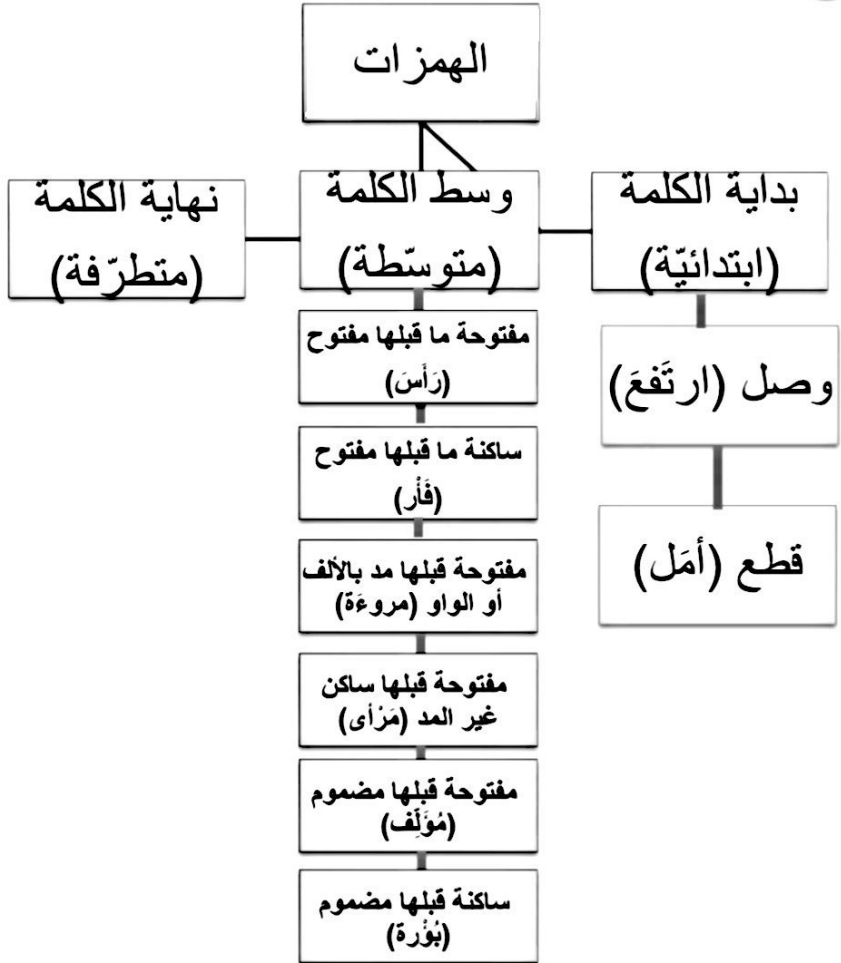 الهمزات
بداية الكلمة
(ابتدائيّة)
وسط الكلمة
(متوسّطة)
نهاية الكلمة
(متطرّفة)
وصل (ارتَفعَ)
قطع (أمَل)
مفتوحة ما قبلها مفتوح
(رَأَسَ)
ساكنة ما قبلها مفتوح
(فَأْر)
مفتوحة قبلها مد بالألف
أو الواو (مروءَة)
مفتوحة قبلها ساكن
غير المد (مَرْأى)
مفتوحة قبلها مضموم
(مُؤَلِّف)
ساكنة قبلها مضموم
(بُؤْرة)